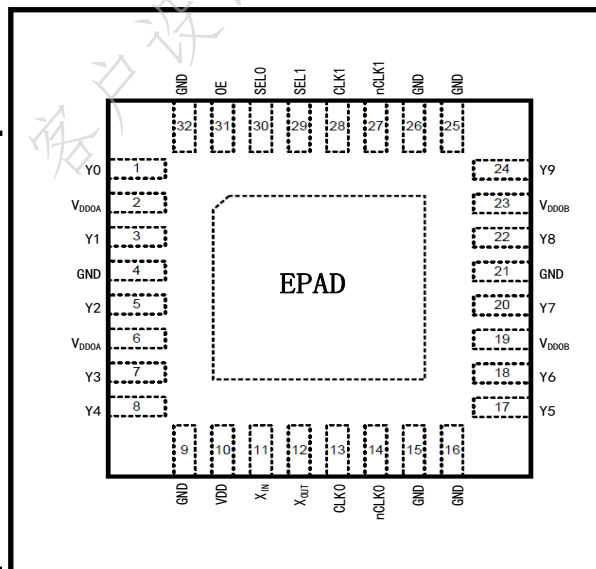 GND OE SEL0 SEL1 CLK1 nCLK1 GND GND
32 31 30 29 28 27 26 25
Y0 1 24 Y9
VDDOA 2 23 VDDOB
Y1 3 22 Y8
GND 4 21 GND
Y2 5 20 Y7
VDDOA 6 19 VDDOB
Y3 7 18 Y6
Y4 8 17 Y5
EPAD
9 10 11 12 13 14 15 16
GND VDD XIN XOUT CLK0 nCLK0 GND GND
客户设